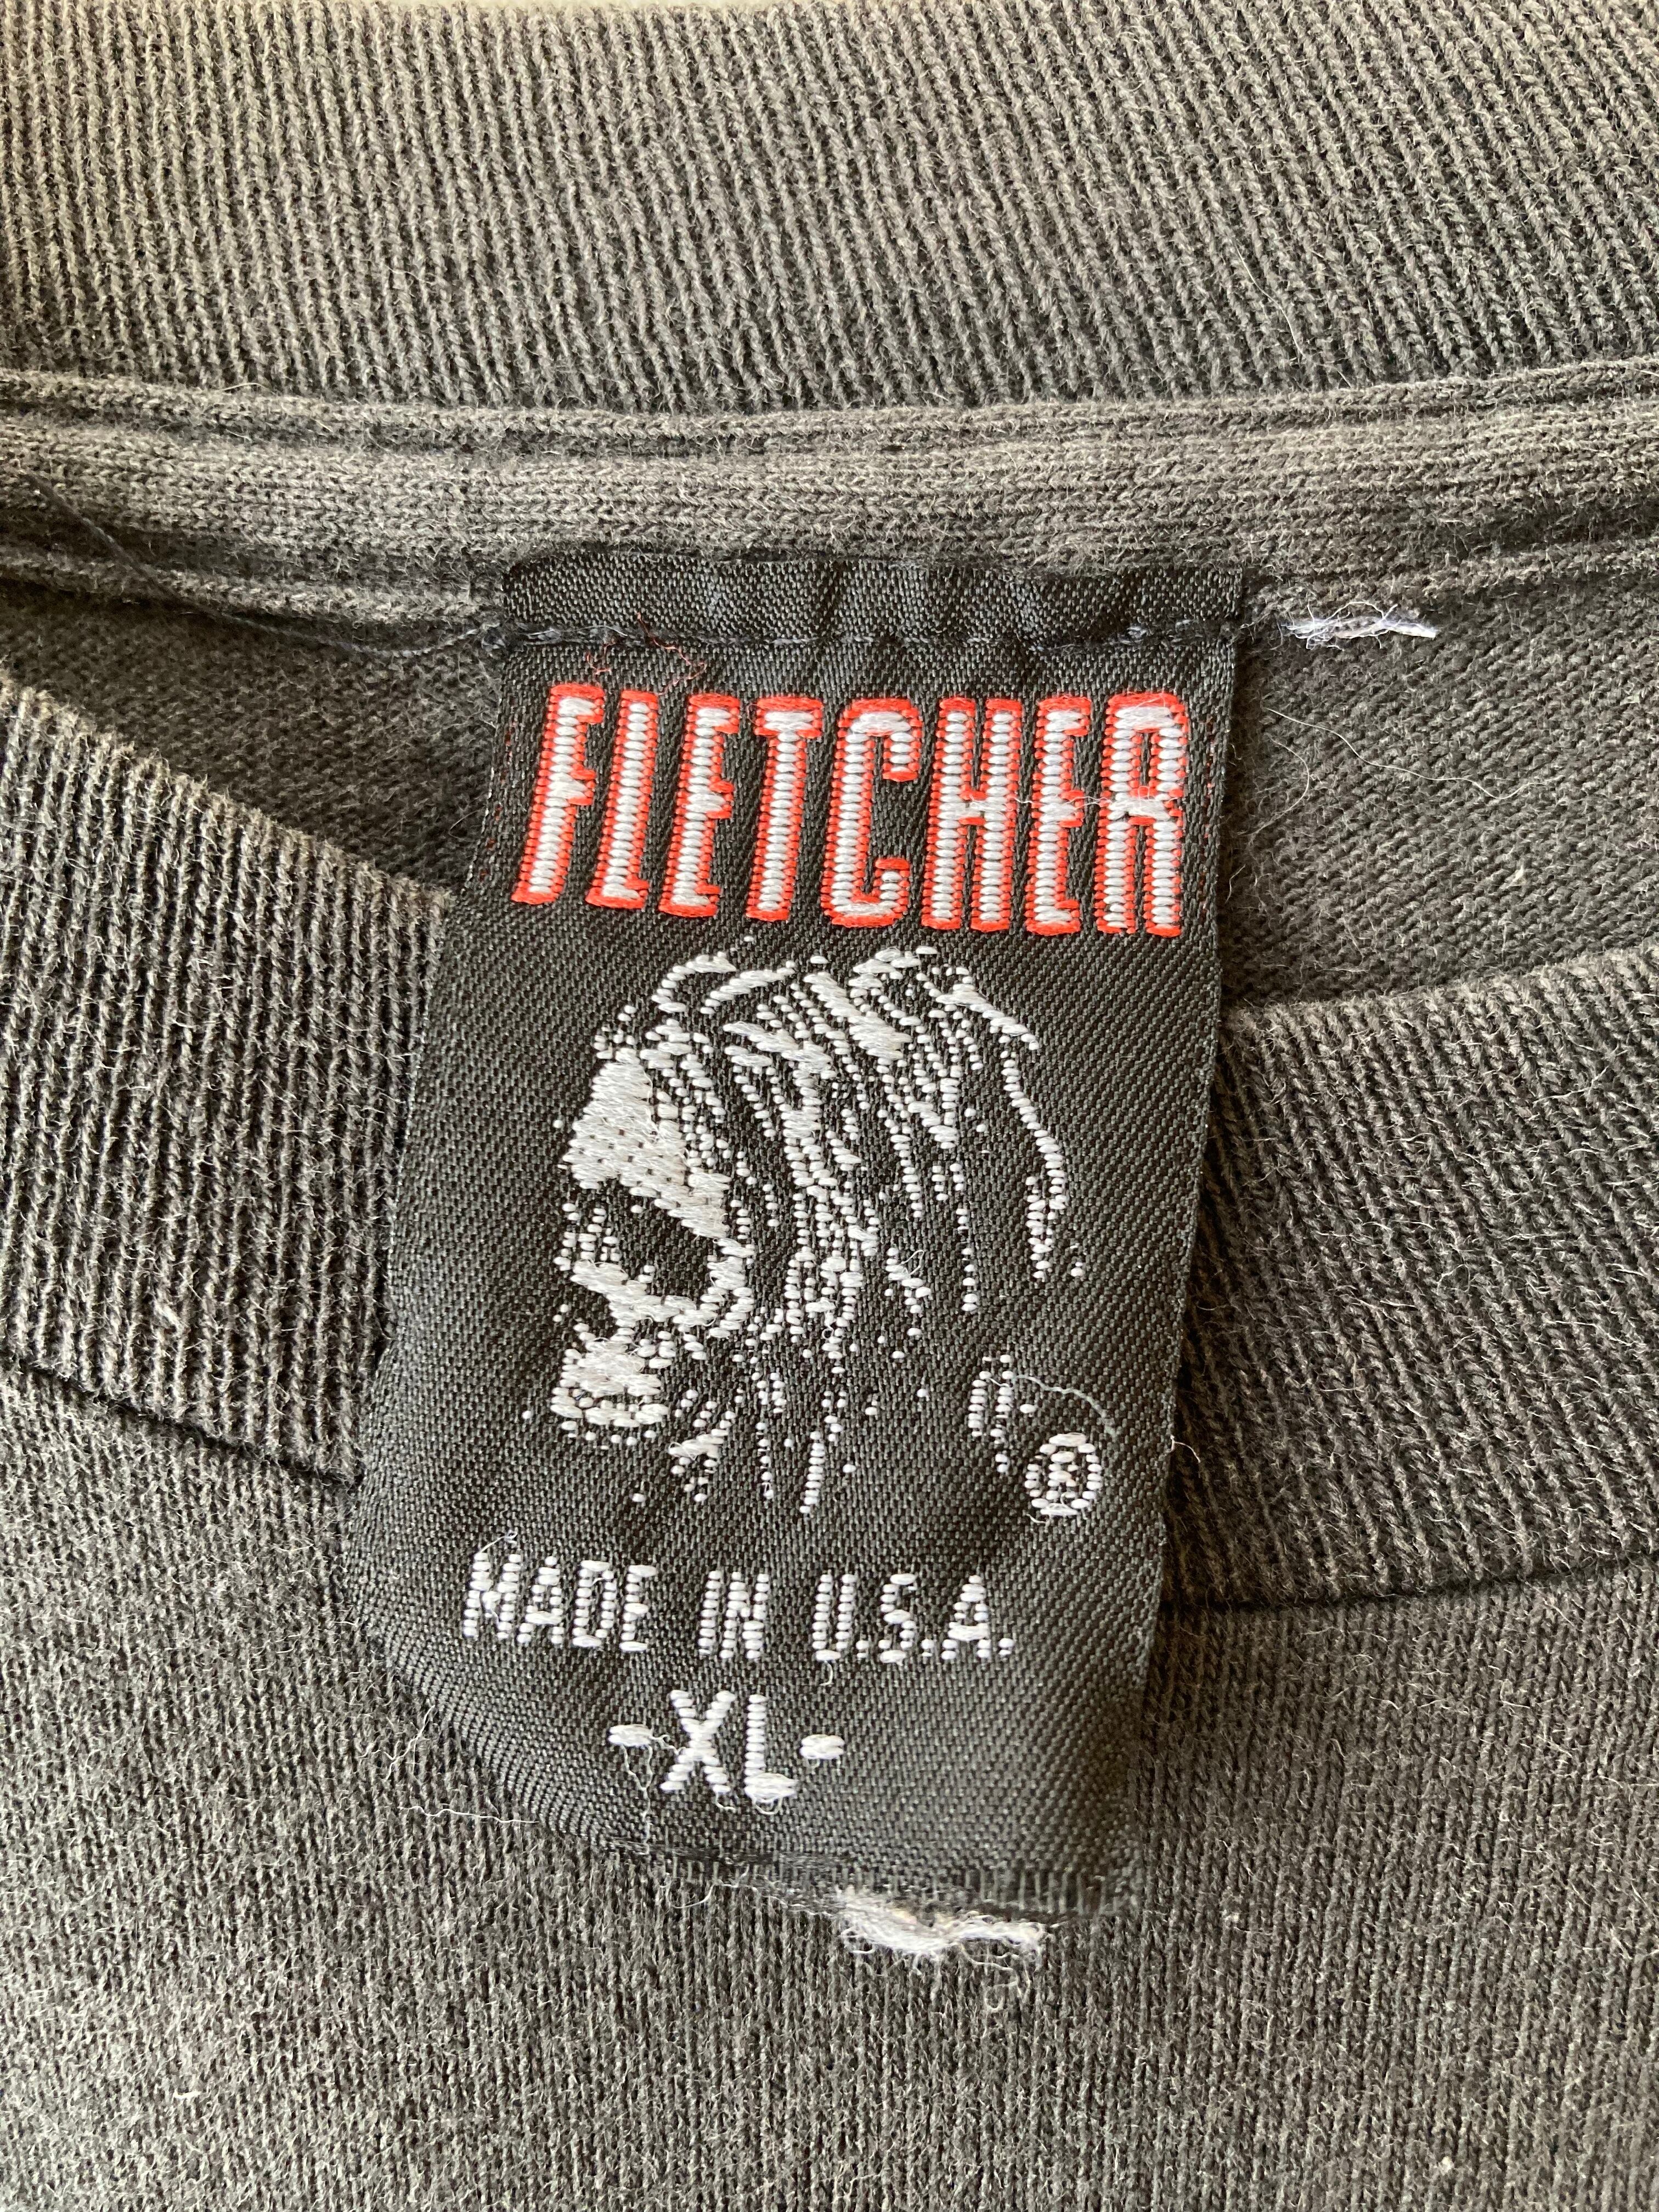 FLETCHER
®
MADE IN U.S.A.
-XL-